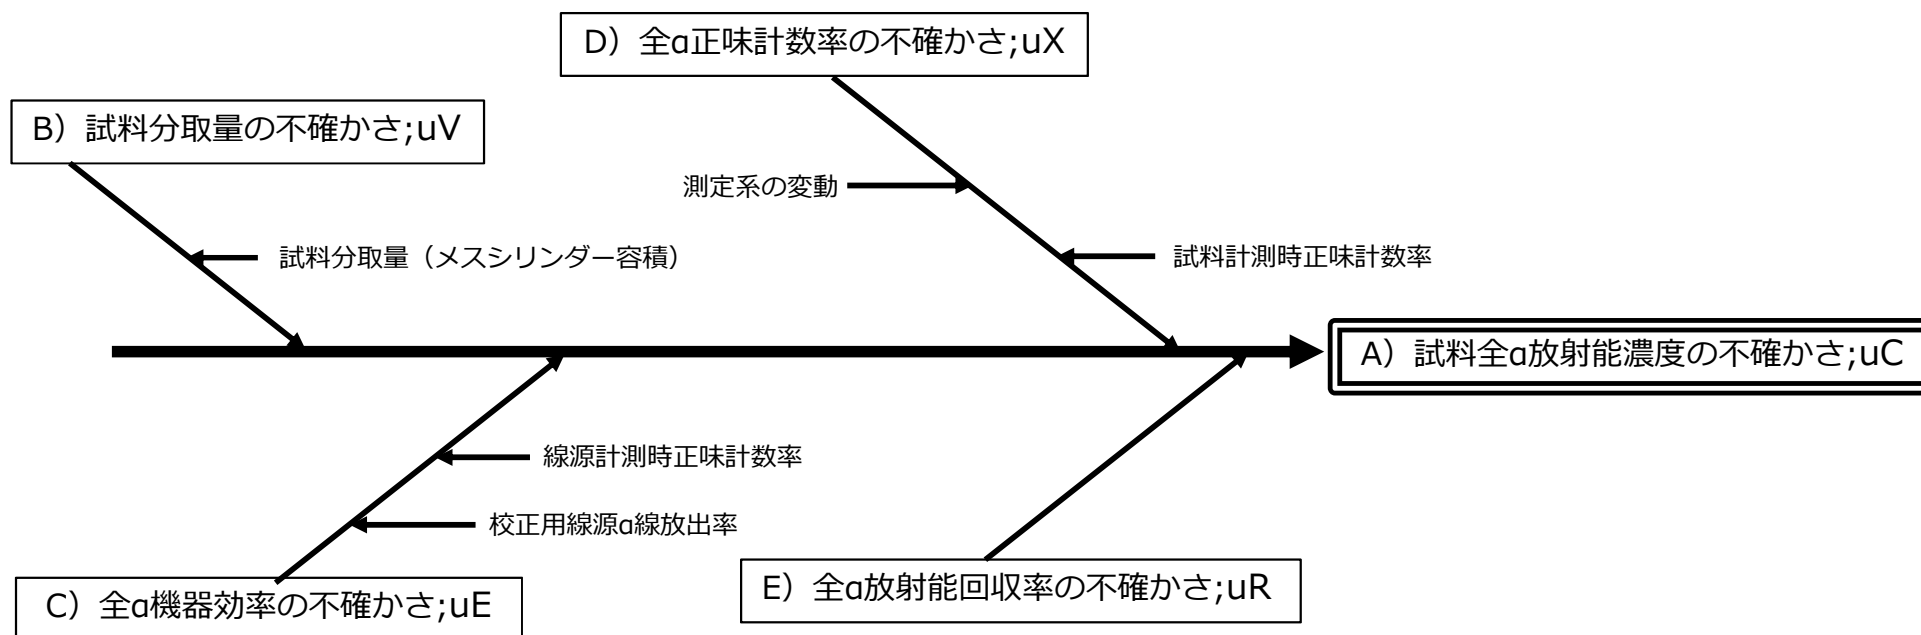 D）全α正味計数率の不確かさ;uX
B）試料分取量の不確かさ;uV
測定系の変動
試料分取量（メスシリンダー容積）
試料計測時正味計数率
A）試料全α放射能濃度の不確かさ;uC
線源計測時正味計数率
校正用線源α線放出率
E）全α放射能回収率の不確かさ;uR
C）全α機器効率の不確かさ;uE